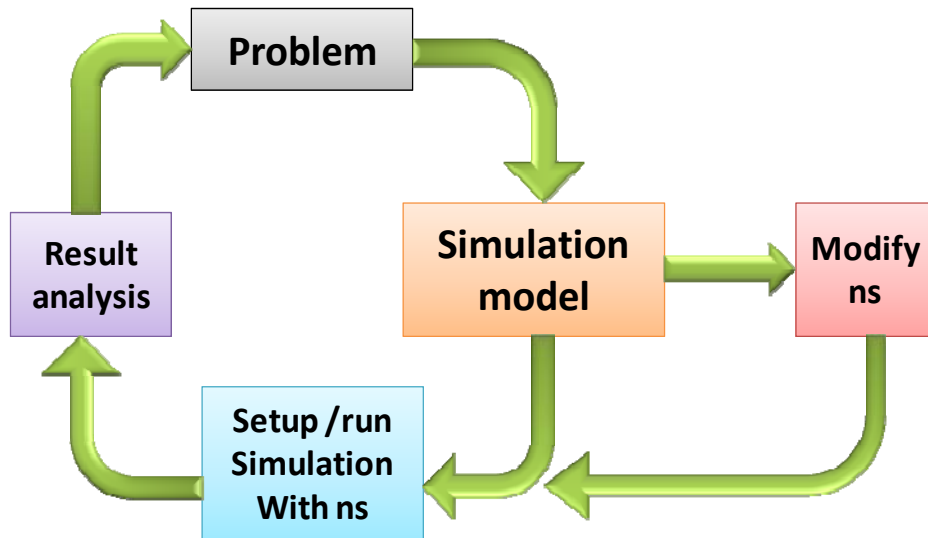 Problem
Simulation
model
Modify
ns
Result
analysis
Setup /run
Simulation
With ns